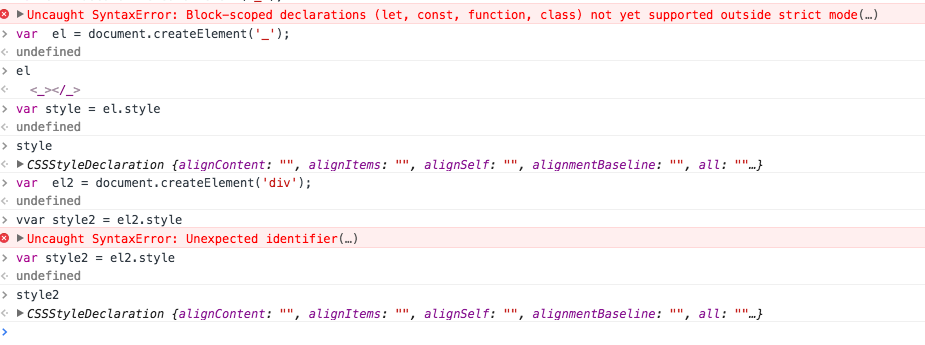 Uncaught SyntaxError: Block-scoped declarations (let, const, function, class) not yet supported outside strict mode(…)
var  el = document.createElement('_');
undefined
el
<_></_>
var style = el.style
undefined
style
CSSStyleDeclaration {alignContent: "", alignItems: "", alignSelf: "", alignmentBaseline: "", all: ""…}
var  el2 = document.createElement('div');
undefined
vvar style2 = el2.style
Uncaught SyntaxError: Unexpected identifier(…)
var style2 = el2.style
undefined
style2
CSSStyleDeclaration {alignContent: "", alignItems: "", alignSelf: "", alignmentBaseline: "", all: ""…}